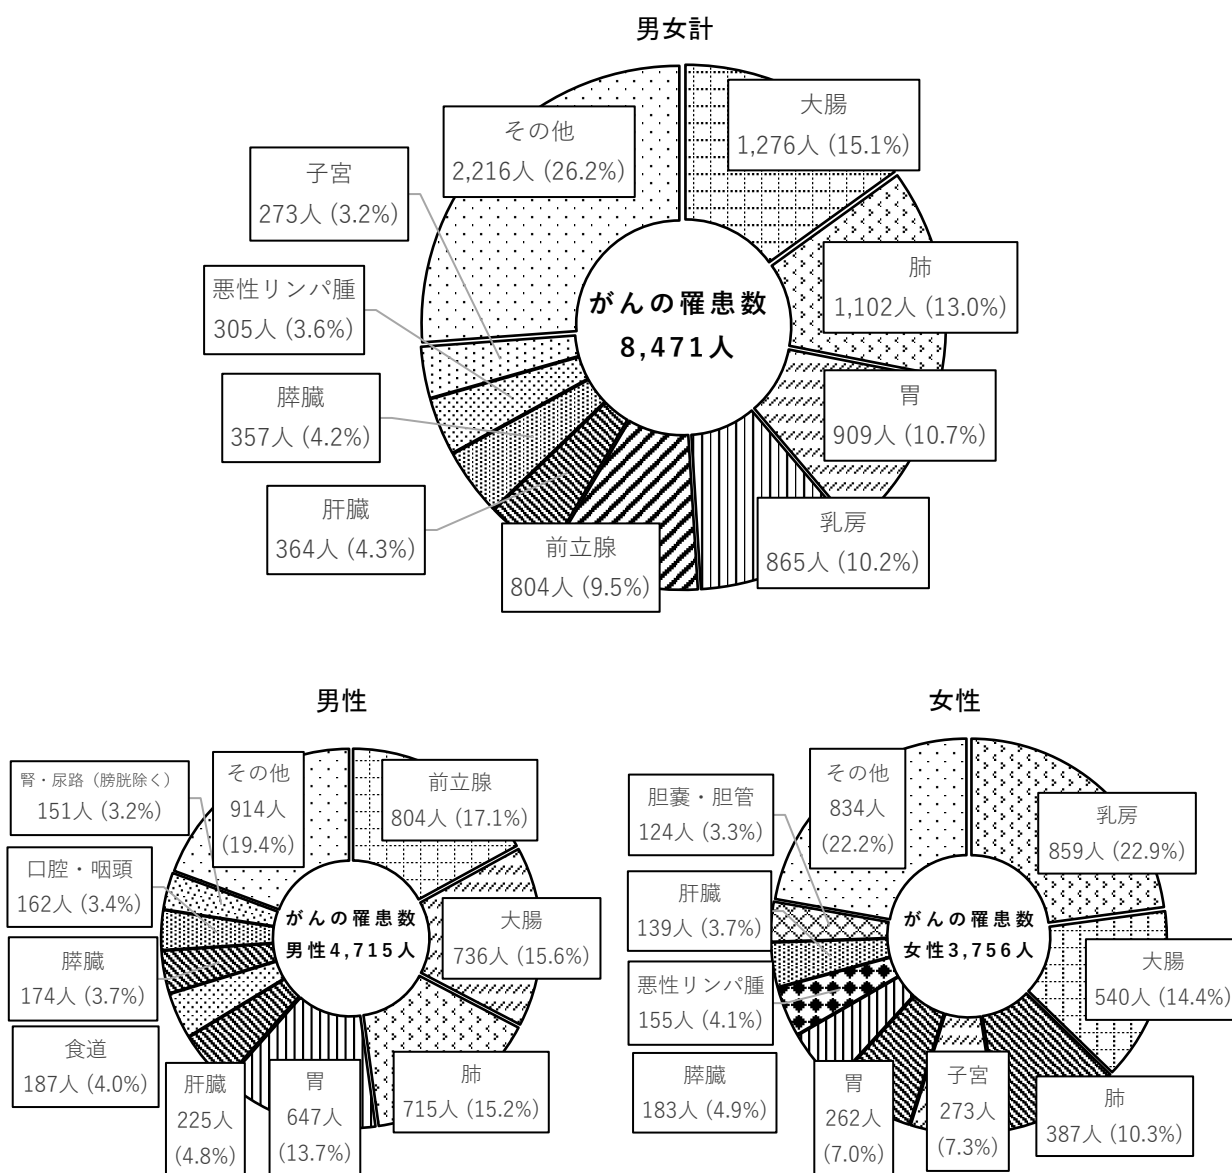 男女計
大腸
1,276人 (15.1%)
肺
1,102人 (13.0%)
胃
909人 (10.7%)
乳房
865人 (10.2%)
前立腺
804人 (9.5%)
肝臓
364人 (4.3%)
膵臓
357人 (4.2%)
悪性リンパ腫
305人 (3.6%)
子宮
273人 (3.2%)
その他
2,216人 (26.2%)
がんの罹患数
8,471人
男性
前立腺
804人 (17.1%)
大腸
736人 (15.6%)
肺
715人 (15.2%)
胃
647人
(13.7%)
肝臓
225人
(4.8%)
食道
187人 (4.0%)
膵臓
174人 (3.7%)
口腔・咽頭
162人 (3.4%)
腎・尿路（膀胱除く）
151人 (3.2%)
その他
914人
(19.4%)
がんの罹患数
男性4,715人
女性
乳房
859人 (22.9%)
大腸
540人 (14.4%)
肺
387人 (10.3%)
子宮
273人
(7.3%)
胃
262人
(7.0%)
膵臓
183人 (4.9%)
悪性リンパ腫
155人 (4.1%)
肝臓
139人 (3.7%)
胆嚢・胆管
124人 (3.3%)
その他
834人
(22.2%)
がんの罹患数
女性3,756人